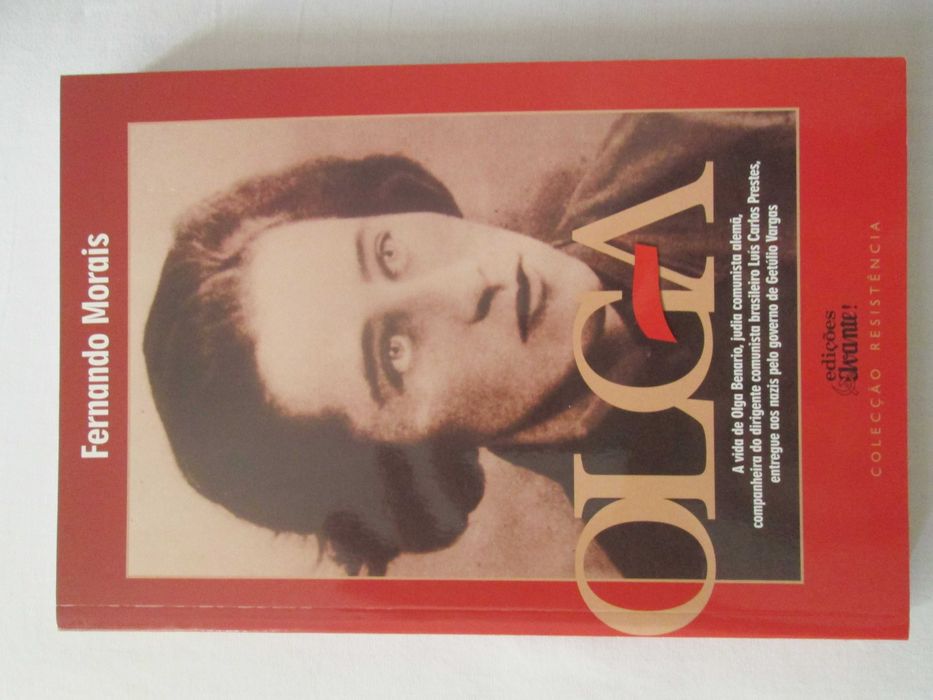 Fernando Morais
OLGA
A vida de Olga Benario, judia comunista alemã,
companheira do dirigente comunista brasileiro Luís Carlos Prestes,
entregue aos nazis pelo governo de Getúlio Vargas
edições
Avante!
COLECÇÃO RESISTÊNCIA